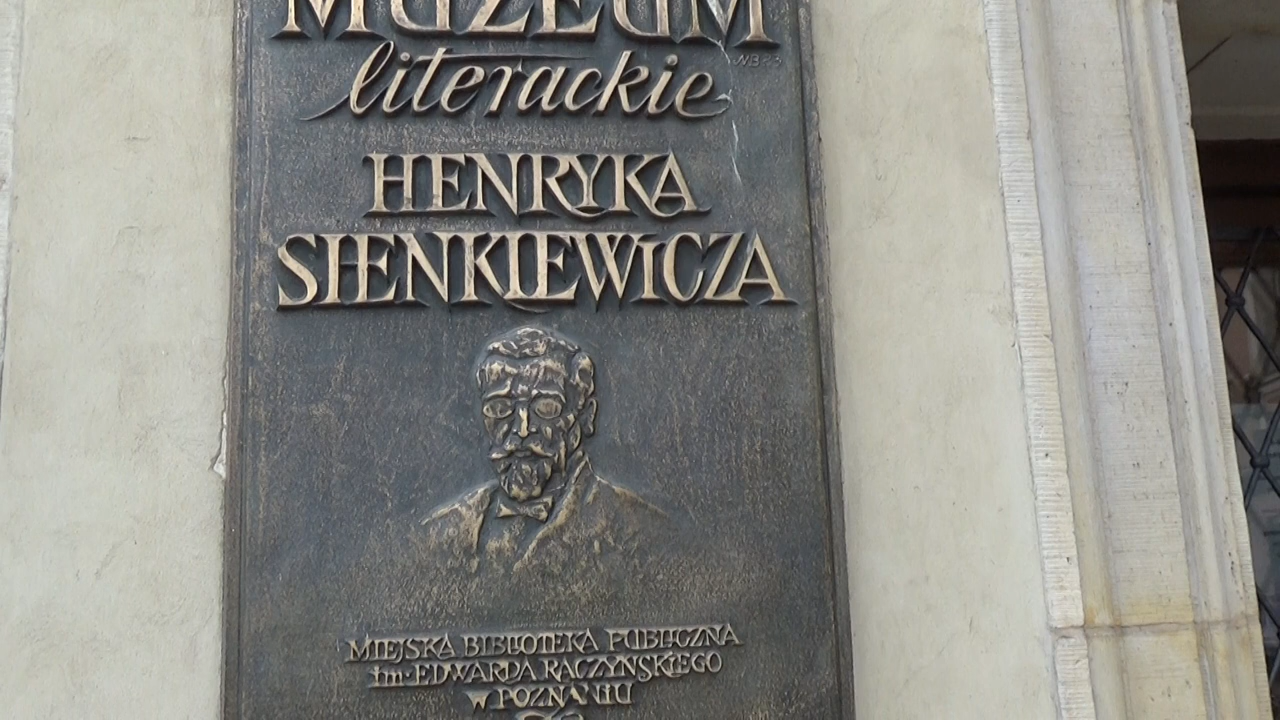 MUZEUM
literackie
HENRYKA
SIENKIEWICZA
MIEJSKA BIBLIOTEKA PUBLICZNA
im. EDWARDA RACZYŃSKIEGO
W POZNANIU